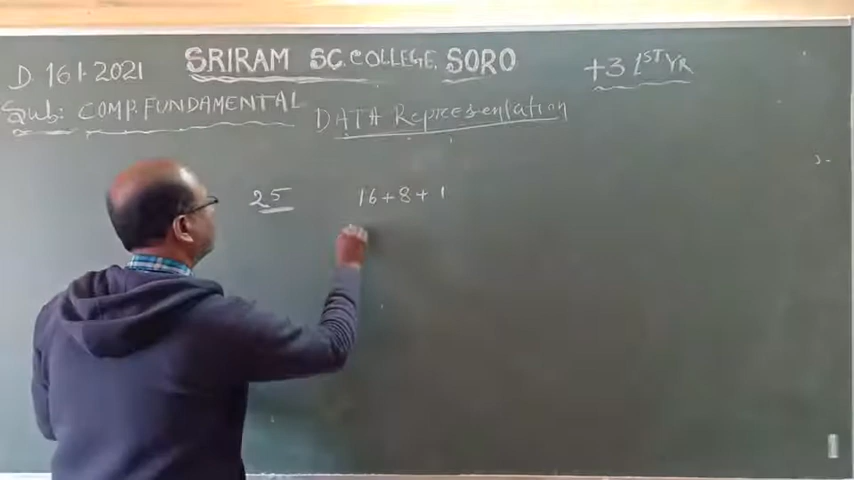 D. 16.1.2021 SRIRAM SC. COLLEGE, SORO +3 1ST YR
Sub: COMP. FUNDAMENTAL
DATA Representation
25 16+8+1